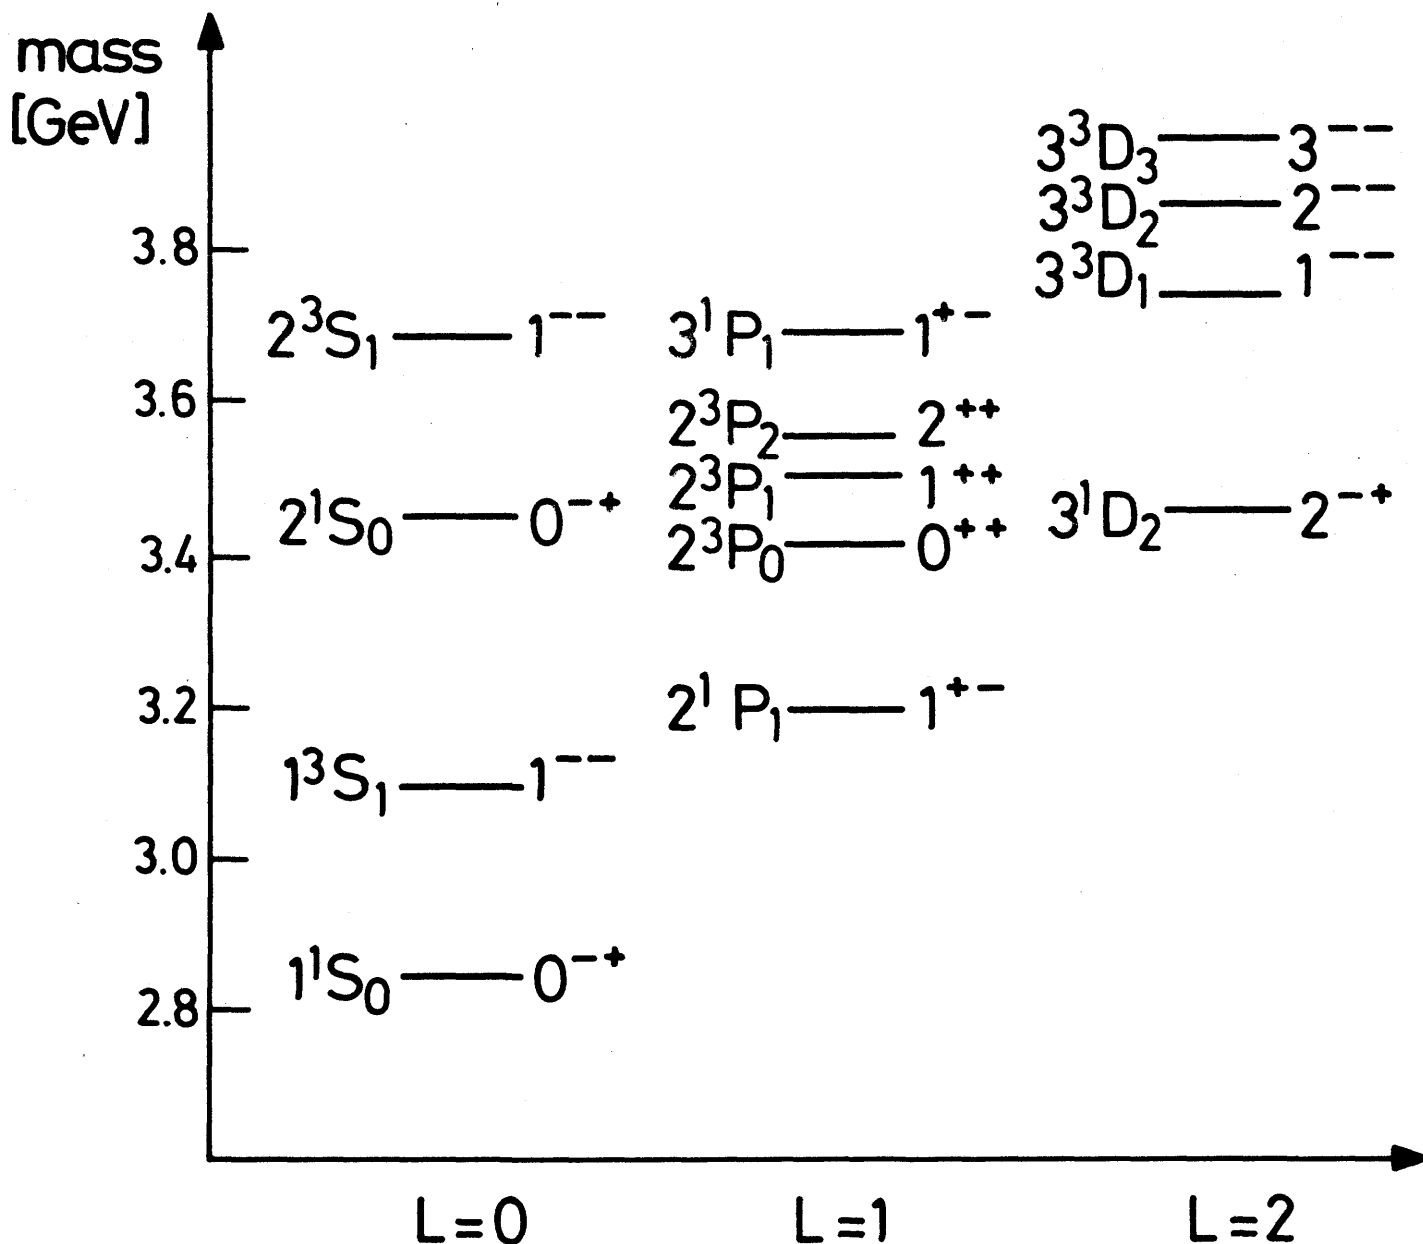 mass
[GeV]
3³D₃ 3⁻⁻
3³D₂ 2⁻⁻
3.8
3³D₁ 1⁻⁻
2³S₁ 1⁻⁻ 3¹P₁ 1⁺⁻
3.6
2³P₂ 2⁺⁺
2³P₁ 1⁺⁺
2¹S₀ 0⁻⁺ 3¹D₂ 2⁻⁺
2³P₀ 0⁺⁺
3.4
3.2
2¹P₁ 1⁺⁻
1³S₁ 1⁻⁻
3.0
1¹S₀ 0⁻⁺
2.8
L=0 L=1 L=2